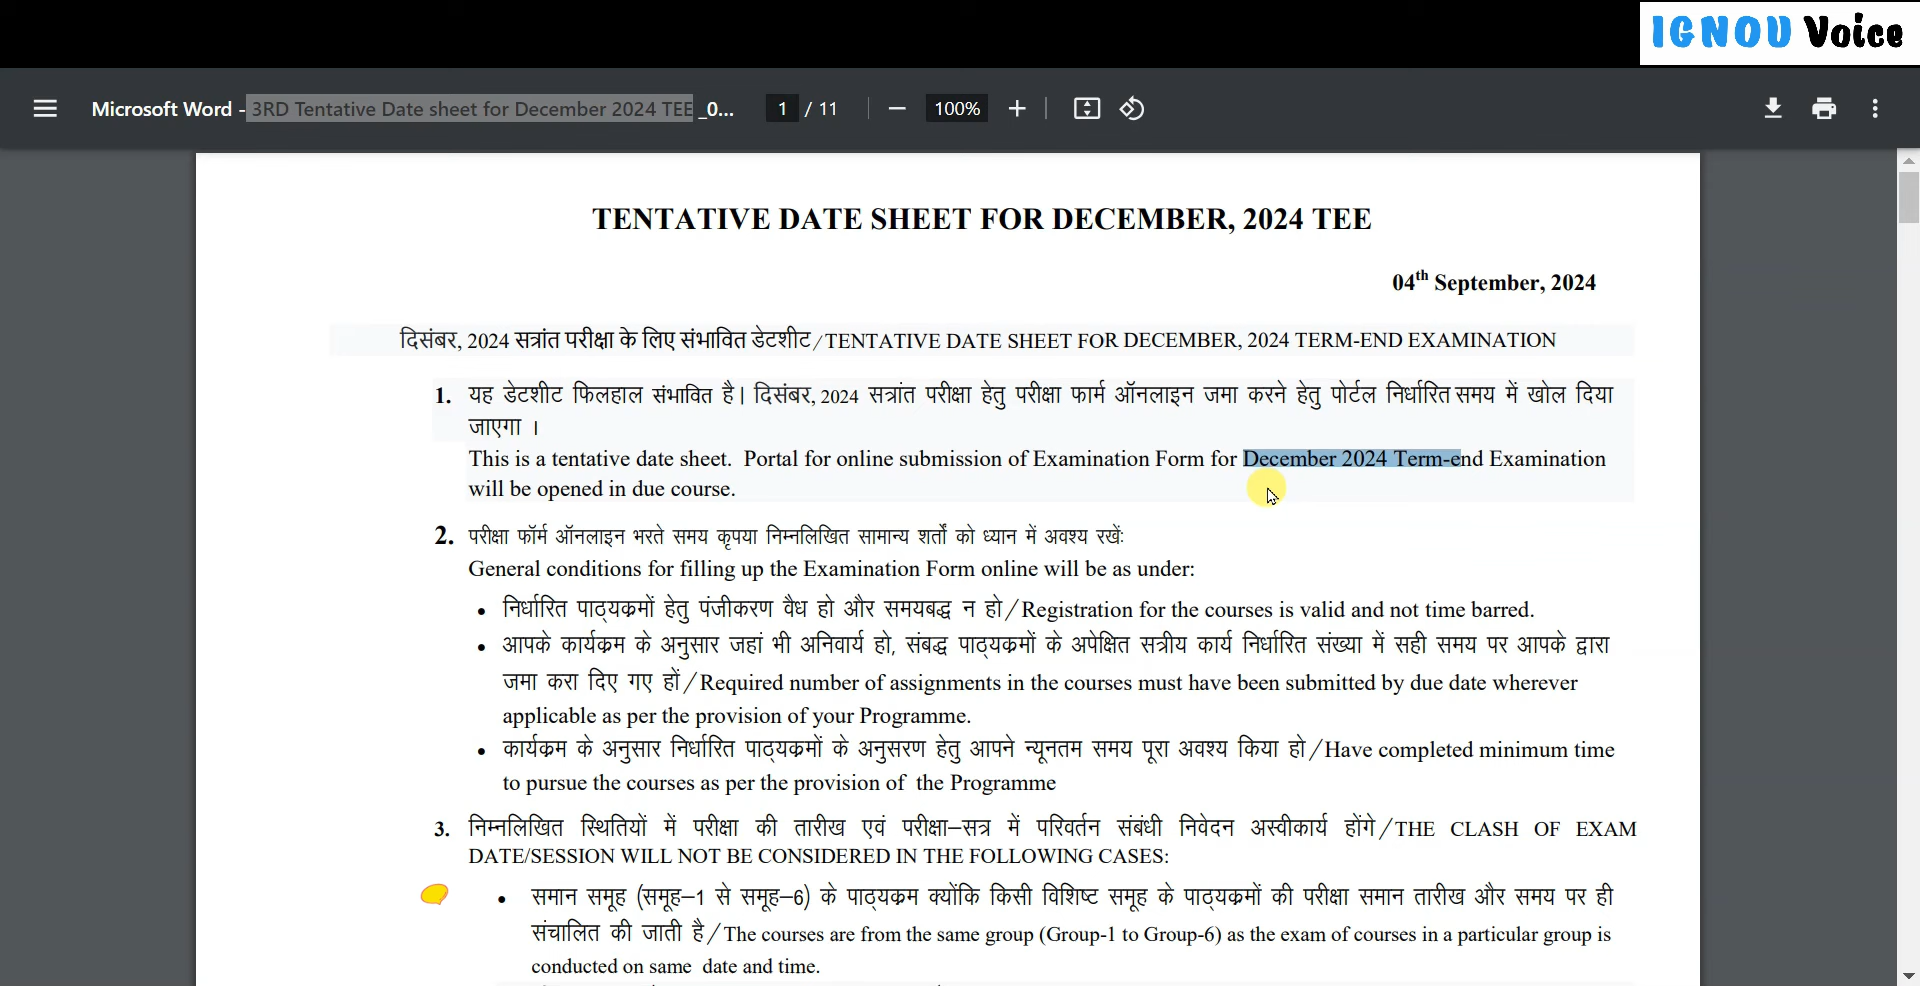 IGNOU Voice
Microsoft Word - 3RD Tentative Date sheet for December 2024 TEE _0... 1 / 11 100%
TENTATIVE DATE SHEET FOR DECEMBER, 2024 TEE
04th September, 2024
दिसंबर, 2024 सत्रांत परीक्षा के लिए संभावित डेटशीट/TENTATIVE DATE SHEET FOR DECEMBER, 2024 TERM-END EXAMINATION
1. यह डेटशीट फिलहाल संभावित है। दिसंबर, 2024 सत्रांत परीक्षा हेतु परीक्षा फार्म ऑनलाइन जमा करने हेतु पोर्टल निर्धारित समय में खोल दिया
जाएगा ।
This is a tentative date sheet. Portal for online submission of Examination Form for December 2024 Term-end Examination
will be opened in due course.
2. परीक्षा फॉर्म ऑनलाइन भरते समय कृपया निम्नलिखित सामान्य शर्तों को ध्यान में अवश्य रखें:
General conditions for filling up the Examination Form online will be as under:
• निर्धारित पाठ्यक्रमों हेतु पंजीकरण वैध हो और समयबद्ध न हो/Registration for the courses is valid and not time barred.
• आपके कार्यक्रम के अनुसार जहां भी अनिवार्य हो, संबद्ध पाठ्यक्रमों के अपेक्षित सत्रीय कार्य निर्धारित संख्या में सही समय पर आपके द्वारा
जमा करा दिए गए हों/Required number of assignments in the courses must have been submitted by due date wherever
applicable as per the provision of your Programme.
• कार्यक्रम के अनुसार निर्धारित पाठ्यक्रमों के अनुसरण हेतु आपने न्यूनतम समय पूरा अवश्य किया हो/Have completed minimum time
to pursue the courses as per the provision of the Programme
3. निम्नलिखित स्थितियों में परीक्षा की तारीख एवं परीक्षा–सत्र में परिवर्तन संबंधी निवेदन अस्वीकार्य होंगे/THE CLASH OF EXAM
DATE/SESSION WILL NOT BE CONSIDERED IN THE FOLLOWING CASES:
• समान समूह (समूह–1 से समूह–6) के पाठ्यक्रम क्योंकि किसी विशिष्ट समूह के पाठ्यक्रमों की परीक्षा समान तारीख और समय पर ही
संचालित की जाती है/The courses are from the same group (Group-1 to Group-6) as the exam of courses in a particular group is
conducted on same date and time.